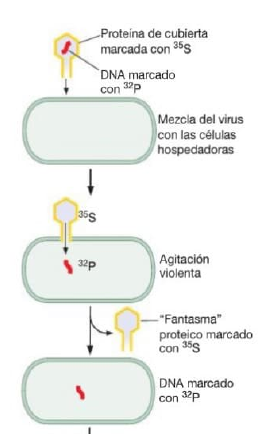 Proteína de cubierta
marcada con ³⁵S
DNA marcado
con ³²P
Mezcla del virus
con las células
hospedadoras
³⁵S
³²P
Agitación
violenta
“Fantasma”
proteico marcado
con ³⁵S
DNA marcado
con ³²P